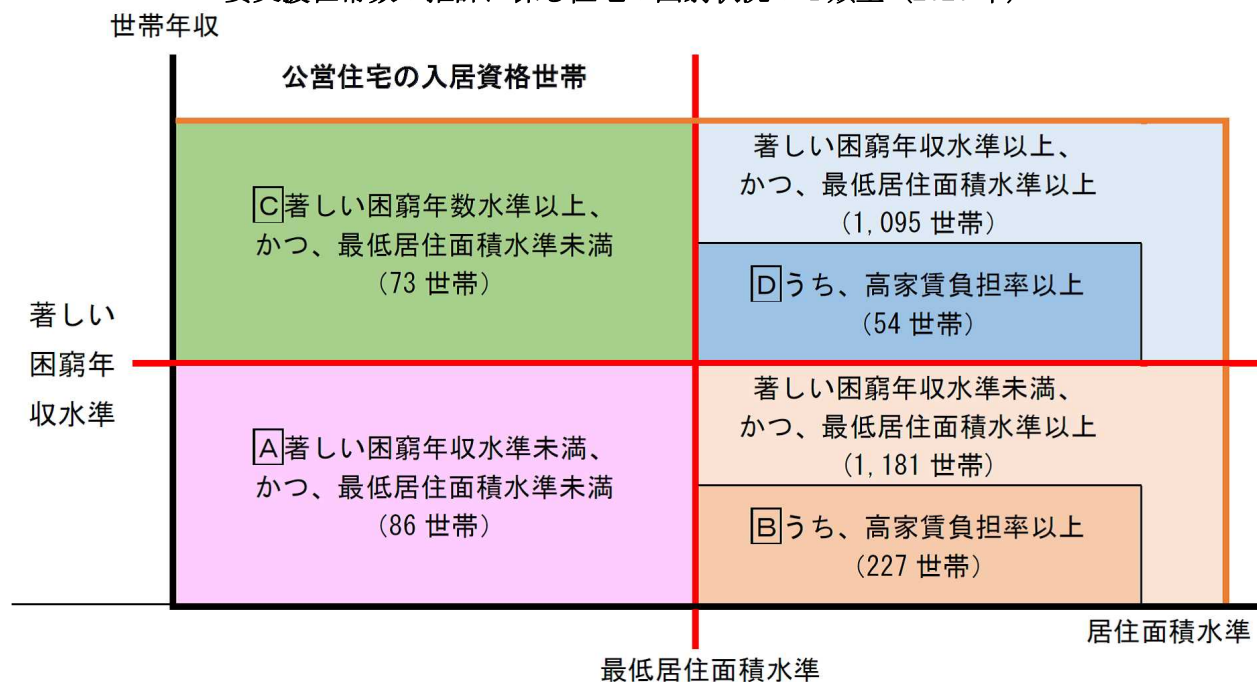 世帯年収
公営住宅の入居資格世帯
C著しい困窮年数水準以上、
かつ、最低居住面積水準未満
(73 世帯)
著しい困窮年収水準以上、
かつ、最低居住面積水準以上
(1,095 世帯)
Dうち、高家賃負担率以上
(54 世帯)
著しい
困窮年
収水準
A著しい困窮年収水準未満、
かつ、最低居住面積水準未満
(86 世帯)
著しい困窮年収水準未満、
かつ、最低居住面積水準以上
(1,181 世帯)
Bうち、高家賃負担率以上
(227 世帯)
居住面積水準
最低居住面積水準